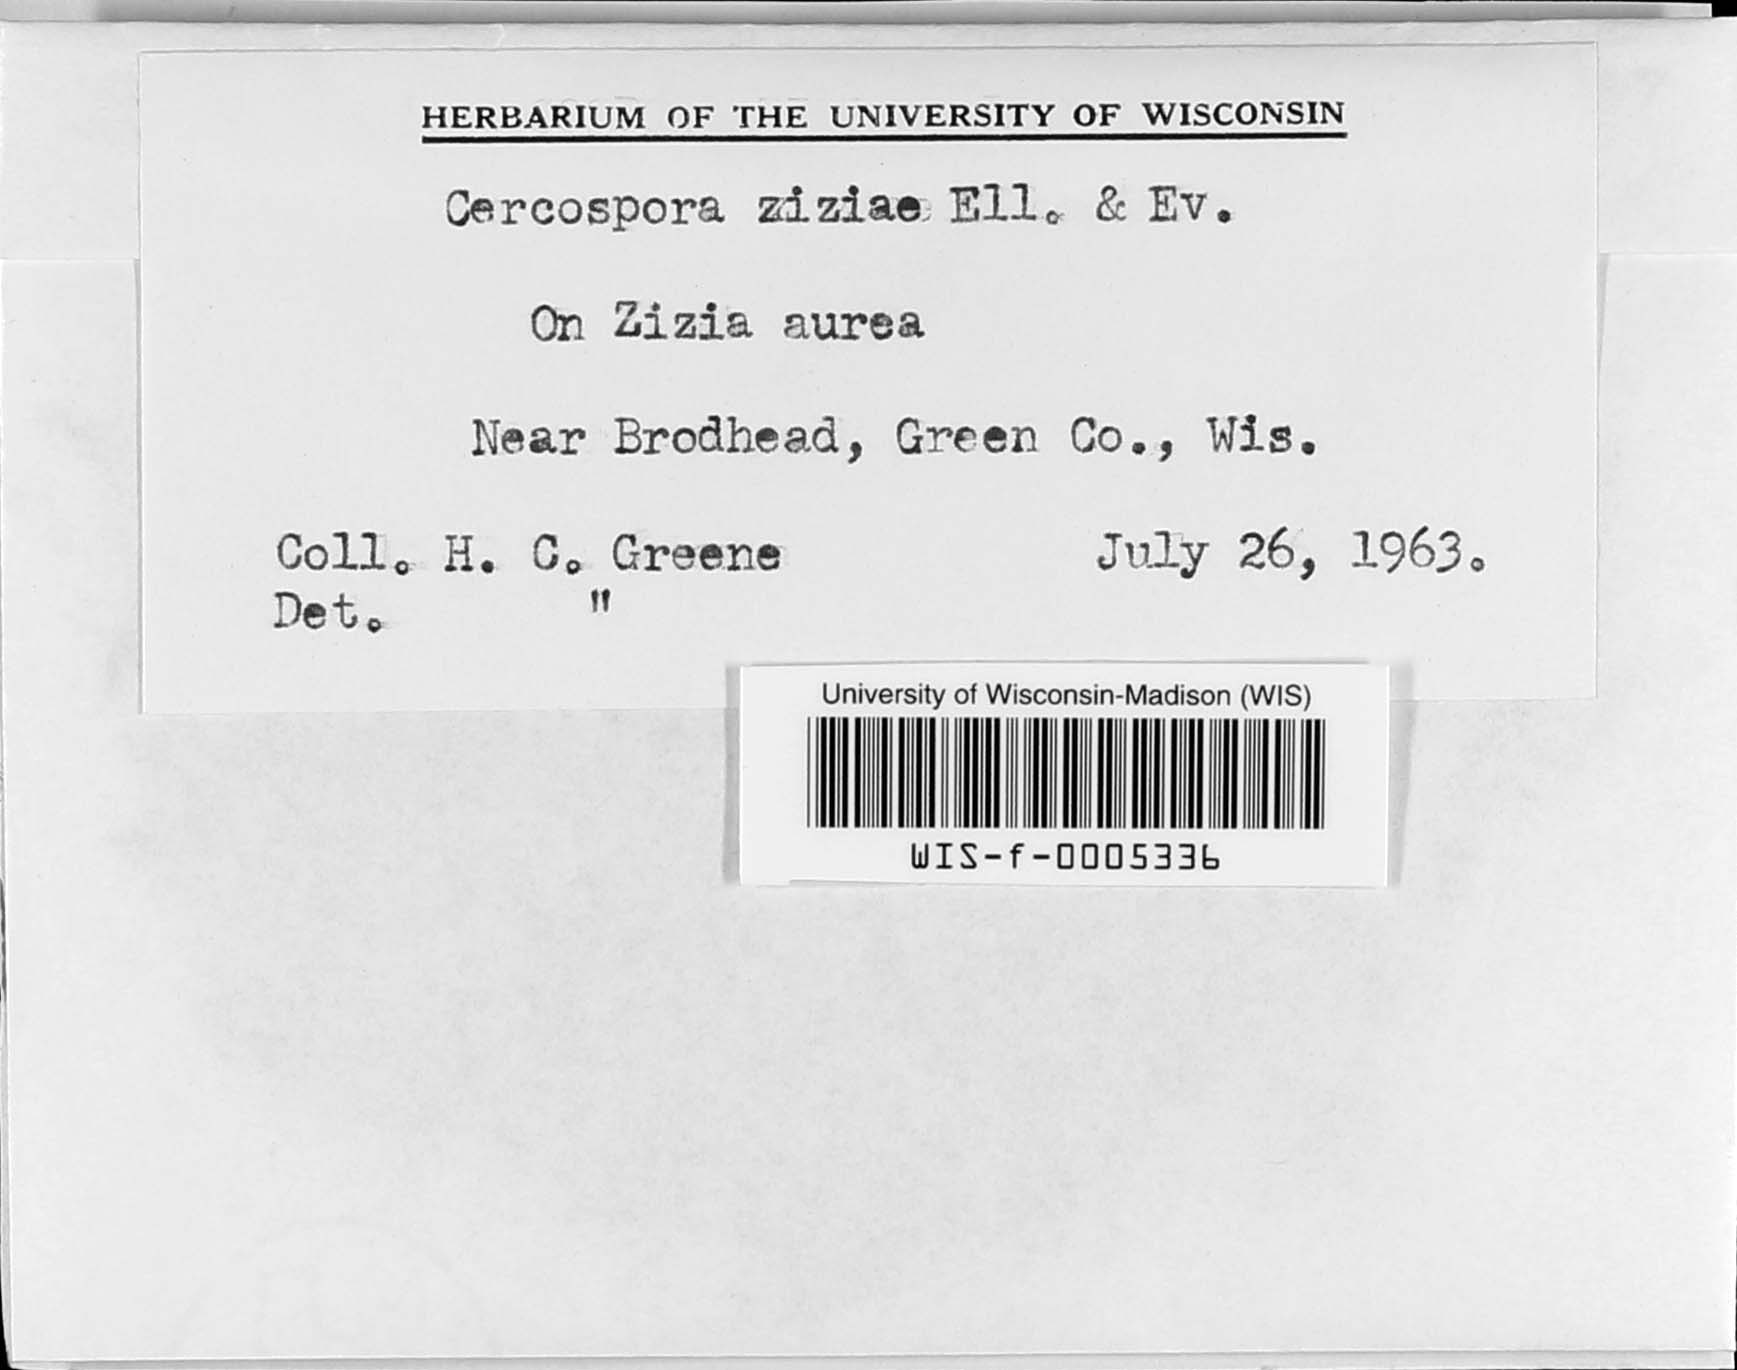 HERBARIUM OF THE UNIVERSITY OF WISCONSIN
Cercospora ziziae Ell. & Ev.
On Zizia aurea
Near Brodhead, Green Co., Wis.
Coll. H. C. Greene July 26, 1963.
Det. "
University of Wisconsin-Madison (WIS)
WIS-f-0005336